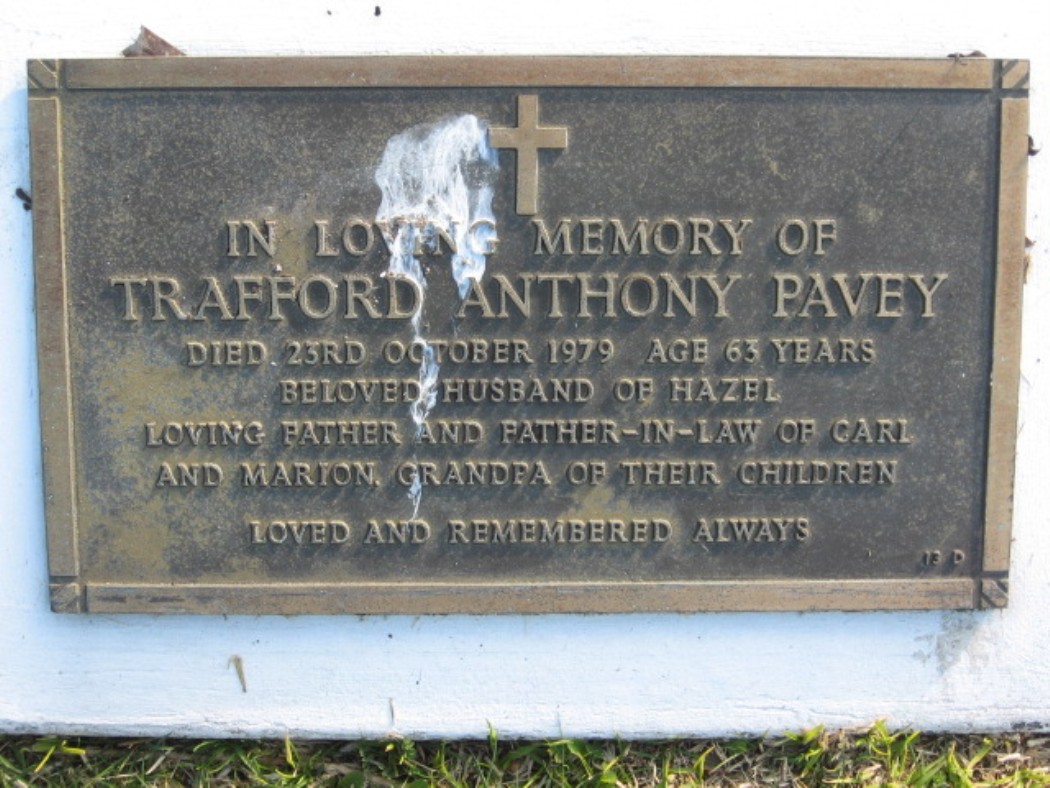 IN LOVING MEMORY OF
TRAFFORD ANTHONY PAVEY
DIED 23RD OCTOBER 1979 AGE 63 YEARS
BELOVED HUSBAND OF HAZEL
LOVING FATHER AND FATHER-IN-LAW OF CARL
AND MARION, GRANDPA OF THEIR CHILDREN
LOVED AND REMEMBERED ALWAYS
13 D